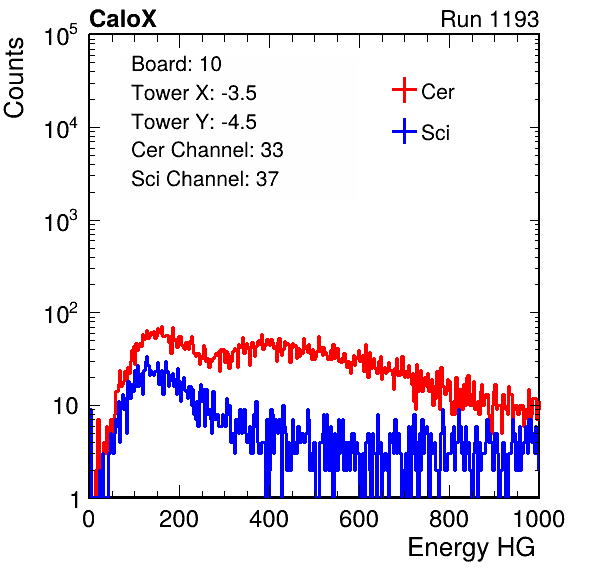 CaloX Run 1193
Counts
10^5
10^4
10^3
10^2
10
1
Board: 10
Tower X: -3.5
Tower Y: -4.5
Cer Channel: 33
Sci Channel: 37
Cer
Sci
0 200 400 600 800 1000
Energy HG